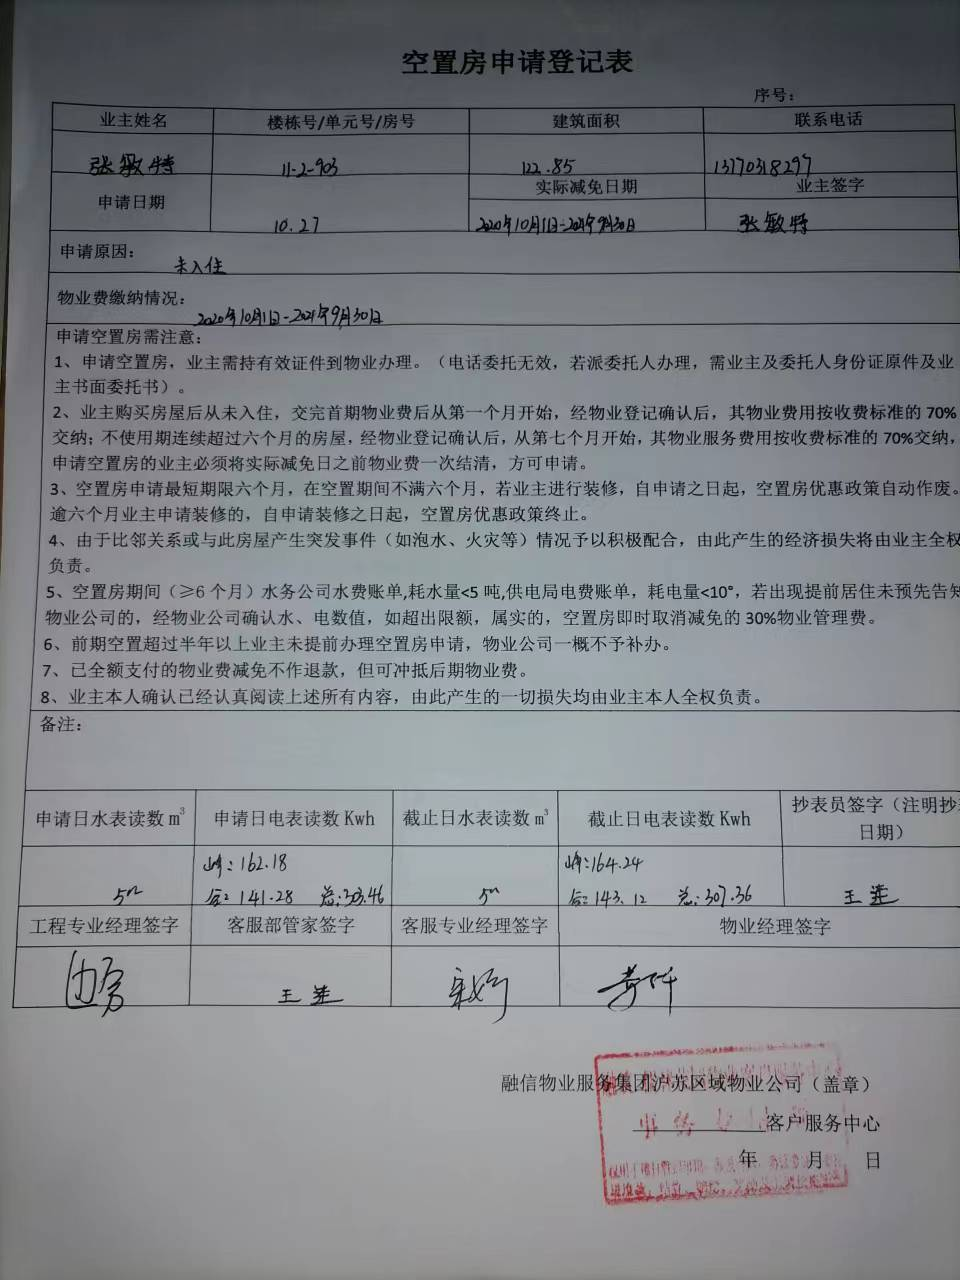 空置房申请登记表
序号：
业主姓名 楼栋号/单元号/房号 建筑面积 联系电话
张敏特 11-2-903 122.85 13770318297
申请日期 实际减免日期 业主签字
10.27 2020年10月1日-2021年9月30日 张敏特
申请原因： 未入住
物业费缴纳情况： 2020年10月1日-2021年9月30日
申请空置房需注意：
1、申请空置房，业主需持有效证件到物业办理。（电话委托无效，若派委托人办理，需业主及委托人身份证原件及业
主书面委托书）。
2、业主购买房屋后从未入住，交完首期物业费后从第一个月开始，经物业登记确认后，其物业费用按收费标准的70%
交纳；不使用期连续超过六个月的房屋，经物业登记确认后，从第七个月开始，其物业服务费用按收费标准的70%交纳，
申请空置房的业主必须将实际减免日之前物业费一次结清，方可申请。
3、空置房申请最短期限六个月，在空置期间不满六个月，若业主进行装修，自申请之日起，空置房优惠政策自动作废。
逾六个月业主申请装修的，自申请装修之日起，空置房优惠政策终止。
4、由于比邻关系或与此房屋产生突发事件（如泡水、火灾等）情况予以积极配合，由此产生的经济损失将由业主全权
负责。
5、空置房期间（≥6个月）水务公司水费账单,耗水量<5吨,供电局电费账单，耗电量<10°，若出现提前居住未预先告知
物业公司的，经物业公司确认水、电数值，如超出限额，属实的，空置房即时取消减免的30%物业管理费。
6、前期空置超过半年以上业主未提前办理空置房申请，物业公司一概不予补办。
7、已全额支付的物业费减免不作退款，但可冲抵后期物业费。
8、业主本人确认已经认真阅读上述所有内容，由此产生的一切损失均由业主本人全权负责。
备注：
申请日水表读数m³ 申请日电表读数Kwh 截止日水表读数m³ 截止日电表读数Kwh 抄表员签字（注明抄
日期）
峰：162.18 峰：164.24
谷：141.28 总：303.46 谷：143.12 总：307.36 王莲
工程专业经理签字 客服部管家签字 客服专业经理签字 物业经理签字
王莲
融信物业服务集团沪苏区域物业公司（盖章）
客户服务中心
年 月 日